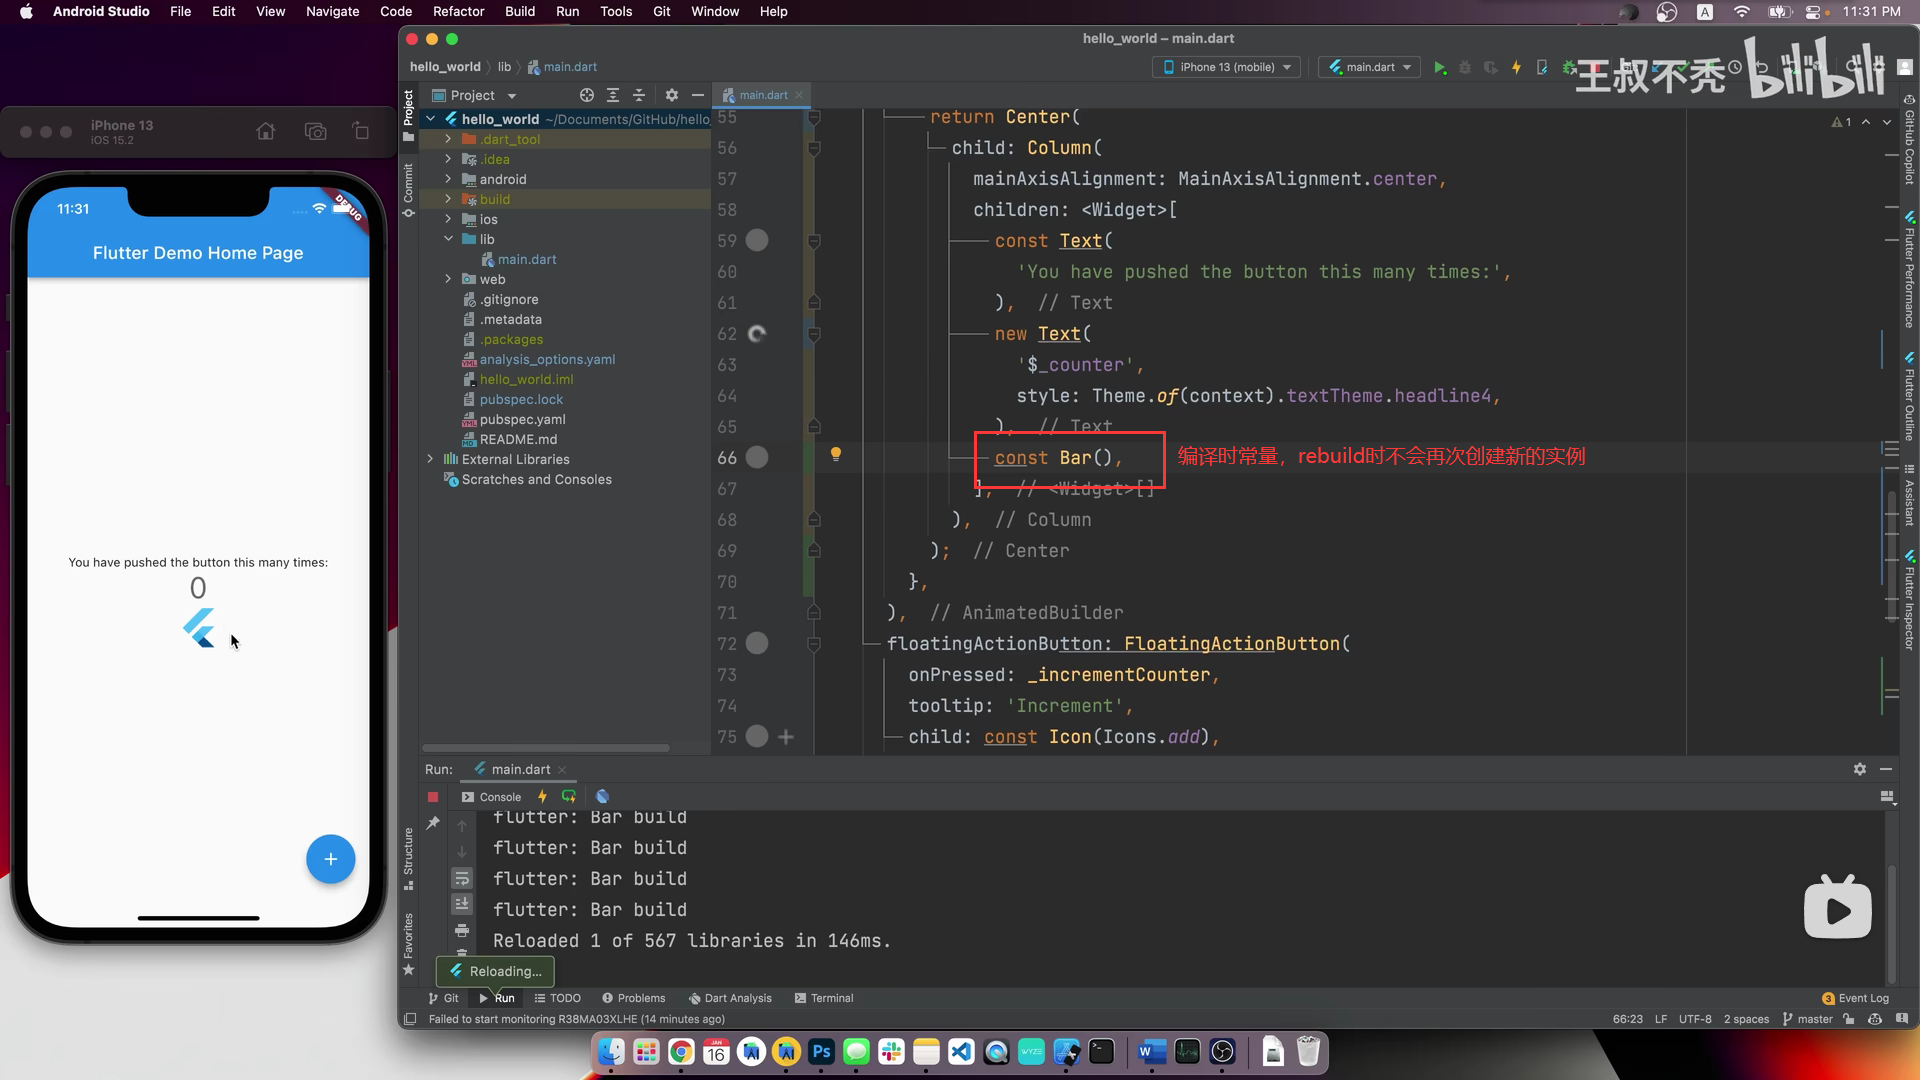 Android Studio File Edit View Navigate Code Refactor Build Run Tools Git Window Help
A 11:31 PM
hello_world – main.dart
hello_world lib main.dart
iPhone 13 (mobile) main.dart
王叔不秃 bilibili
Project
main.dart
iPhone 13
iOS 15.2
11:31
DEBUG
Flutter Demo Home Page
You have pushed the button this many times:
0
Project
Commit
Structure
Favorites
hello_world ~/Documents/GitHub/hello_
.dart_tool
.idea
android
build
ios
lib
main.dart
web
.gitignore
.metadata
.packages
analysis_options.yaml
hello_world.iml
pubspec.lock
pubspec.yaml
README.md
External Libraries
Scratches and Consoles
1
55 return Center(
56 child: Column(
57 mainAxisAlignment: MainAxisAlignment.center,
58 children: <Widget>[
59 const Text(
60 'You have pushed the button this many times:',
61 ), // Text
62 new Text(
63 '$_counter',
64 style: Theme.of(context).textTheme.headline4,
65 ), // Text
66 const Bar(), 编译时常量，rebuild时不会再次创建新的实例
67 ], // <Widget>[]
68 ), // Column
69 ); // Center
70 },
71 ), // AnimatedBuilder
72 floatingActionButton: FloatingActionButton(
73 onPressed: _incrementCounter,
74 tooltip: 'Increment',
75 child: const Icon(Icons.add),
GitHub Copilot
Flutter Performance
Flutter Outline
Assistant
Flutter Inspector
Run: main.dart
Console
flutter: Bar build
flutter: Bar build
flutter: Bar build
flutter: Bar build
Reloaded 1 of 567 libraries in 146ms.
Reloading...
Git Run TODO Problems Dart Analysis Terminal
3 Event Log
Failed to start monitoring R38MA03XLHE (14 minutes ago)
66:23 LF UTF-8 2 spaces master
JAN
16
Ps
WYZE
W